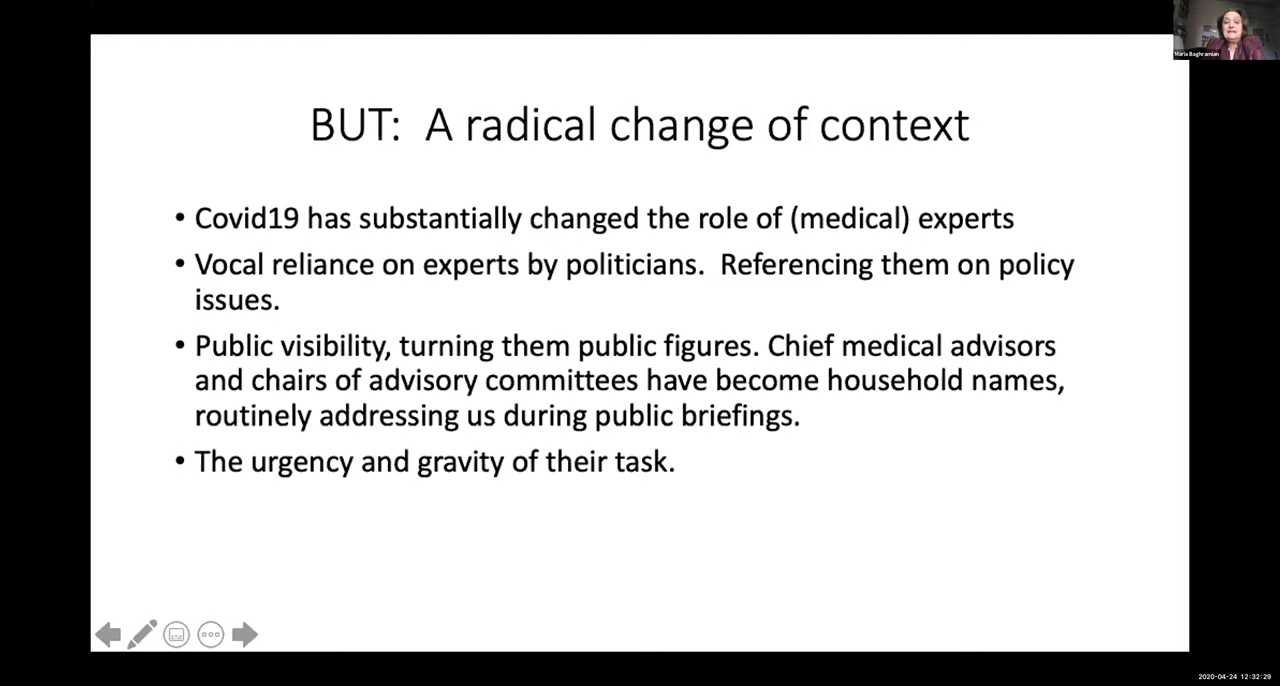 Maria Baghramian
BUT: A radical change of context
• Covid19 has substantially changed the role of (medical) experts
• Vocal reliance on experts by politicians. Referencing them on policy
issues.
• Public visibility, turning them public figures. Chief medical advisors
and chairs of advisory committees have become household names,
routinely addressing us during public briefings.
• The urgency and gravity of their task.
2020-04-24 12:32:29